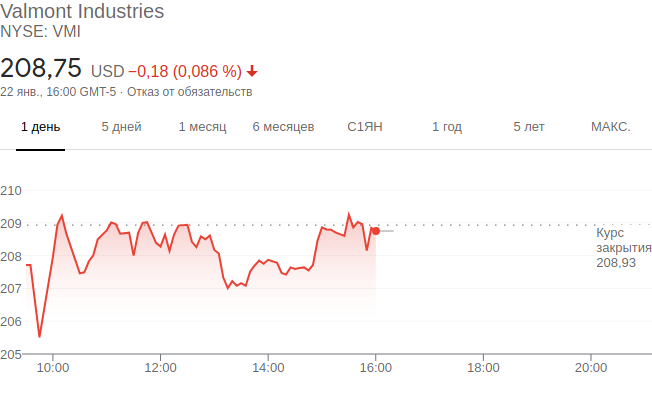 Valmont Industries
NYSE: VMI
208,75 USD −0,18 (0,086 %)
22 янв., 16:00 GMT-5 · Отказ от обязательств
1 день 5 дней 1 месяц 6 месяцев С1ЯН 1 год 5 лет МАКС.
210
209
208
207
206
205
Курс
закрытия
208,93
10:00 12:00 14:00 16:00 18:00 20:00